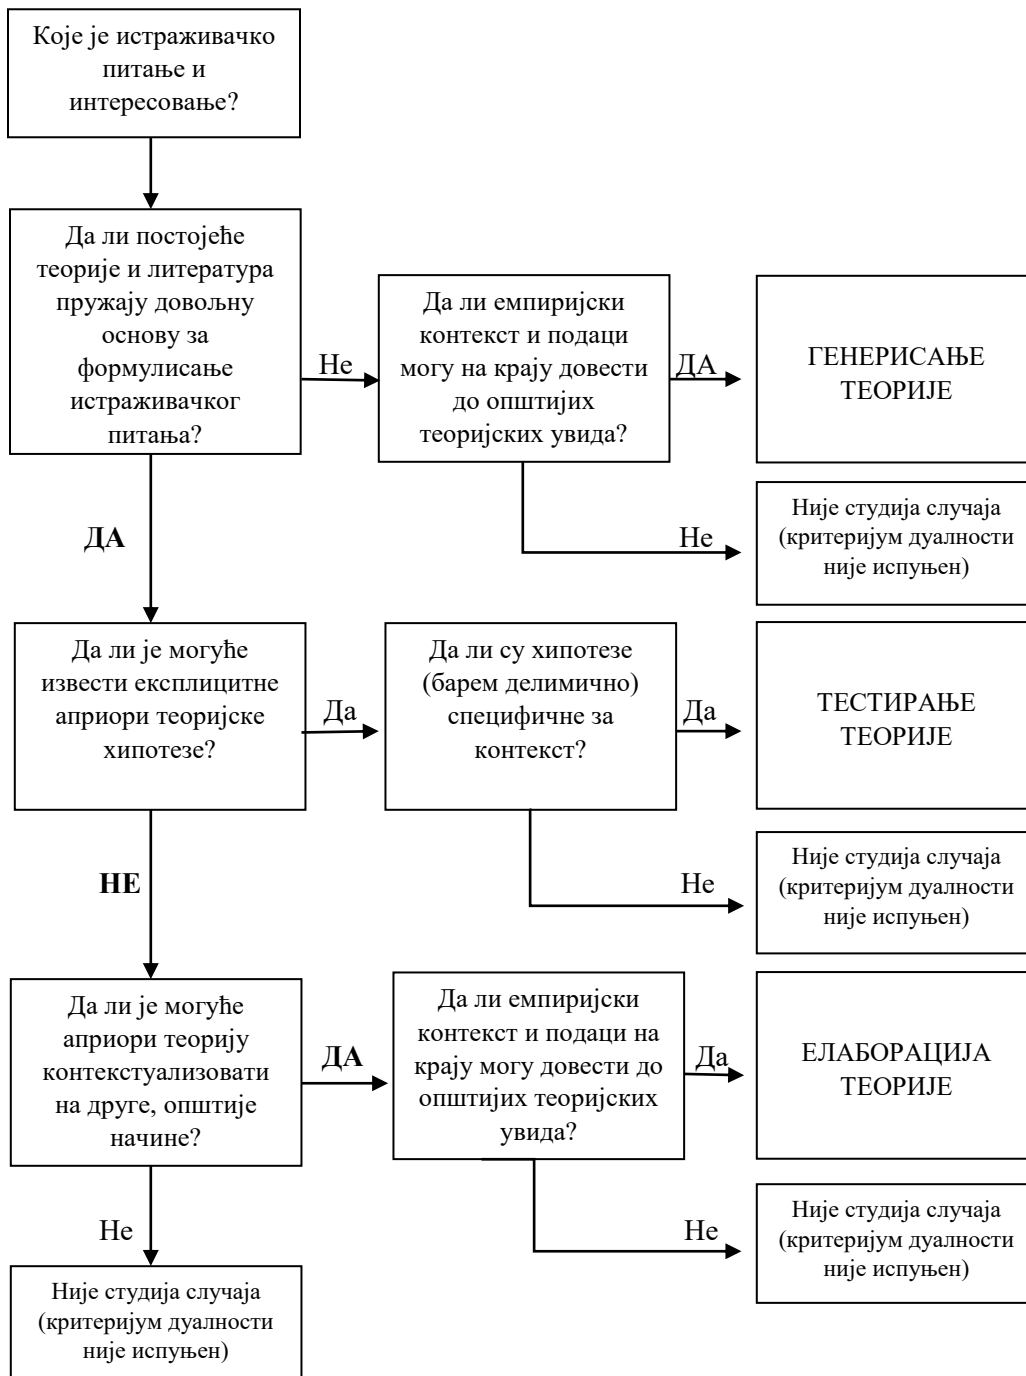 Које је истраживачко
питање и
интересовање?
Да ли постојеће
теорије и литература
пружају довољну
основу за
формулисање
истраживачког
питања?
Не
Да ли емпиријски
контекст и подаци
могу на крају довести
до општијих
теоријских увида?
ДА
ГЕНЕРИСАЊЕ
ТЕОРИЈЕ
Не
Није студија случаја
(критеријум дуалности
није испуњен)
ДА
Да ли је могуће
извести експлицитне
априори теоријске
хипотезе?
Да
Да ли су хипотезе
(барем делимично)
специфичне за
контекст?
Да
ТЕСТИРАЊЕ
ТЕОРИЈЕ
Не
Није студија случаја
(критеријум дуалности
није испуњен)
НЕ
Да ли је могуће
априори теорију
контекстуализовати
на друге, општије
начине?
ДА
Да ли емпиријски
контекст и подаци на
крају могу довести до
општијих теоријских
увида?
Да
ЕЛАБОРАЦИЈА
ТЕОРИЈЕ
Не
Није студија случаја
(критеријум дуалности
није испуњен)
Не
Није студија случаја
(критеријум дуалности
није испуњен)